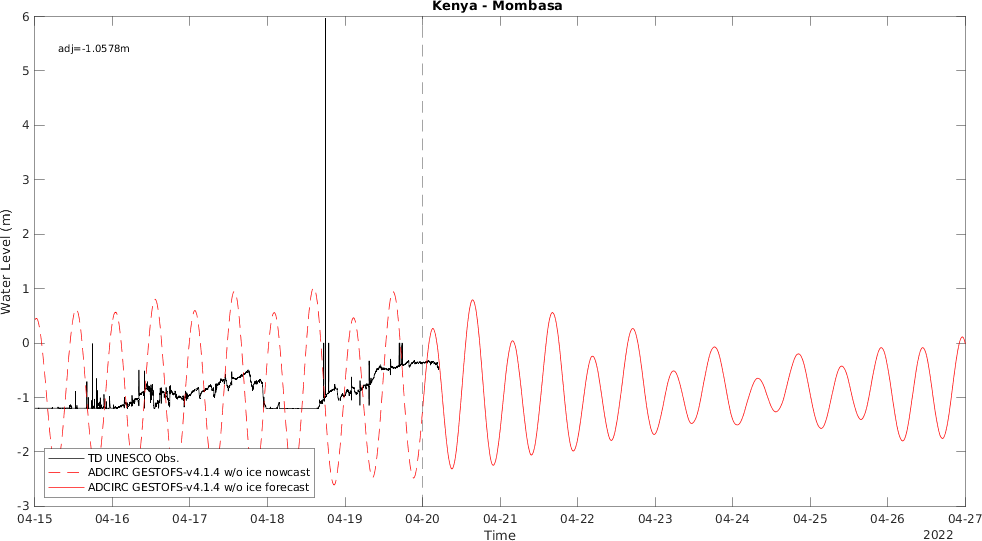 Kenya - Mombasa
adj=-1.0578m
Water Level (m)
6
5
4
3
2
1
0
-1
-2
-3
TD UNESCO Obs.
ADCIRC GESTOFS-v4.1.4 w/o ice nowcast
ADCIRC GESTOFS-v4.1.4 w/o ice forecast
04-15 04-16 04-17 04-18 04-19 04-20 04-21 04-22 04-23 04-24 04-25 04-26 04-27
Time
2022